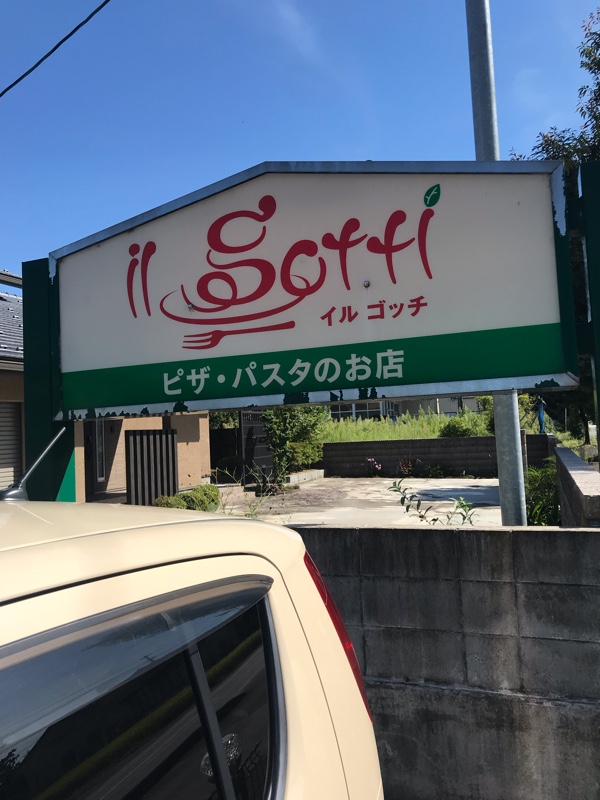 il gotti
イル ゴッチ
ピザ・パスタのお店